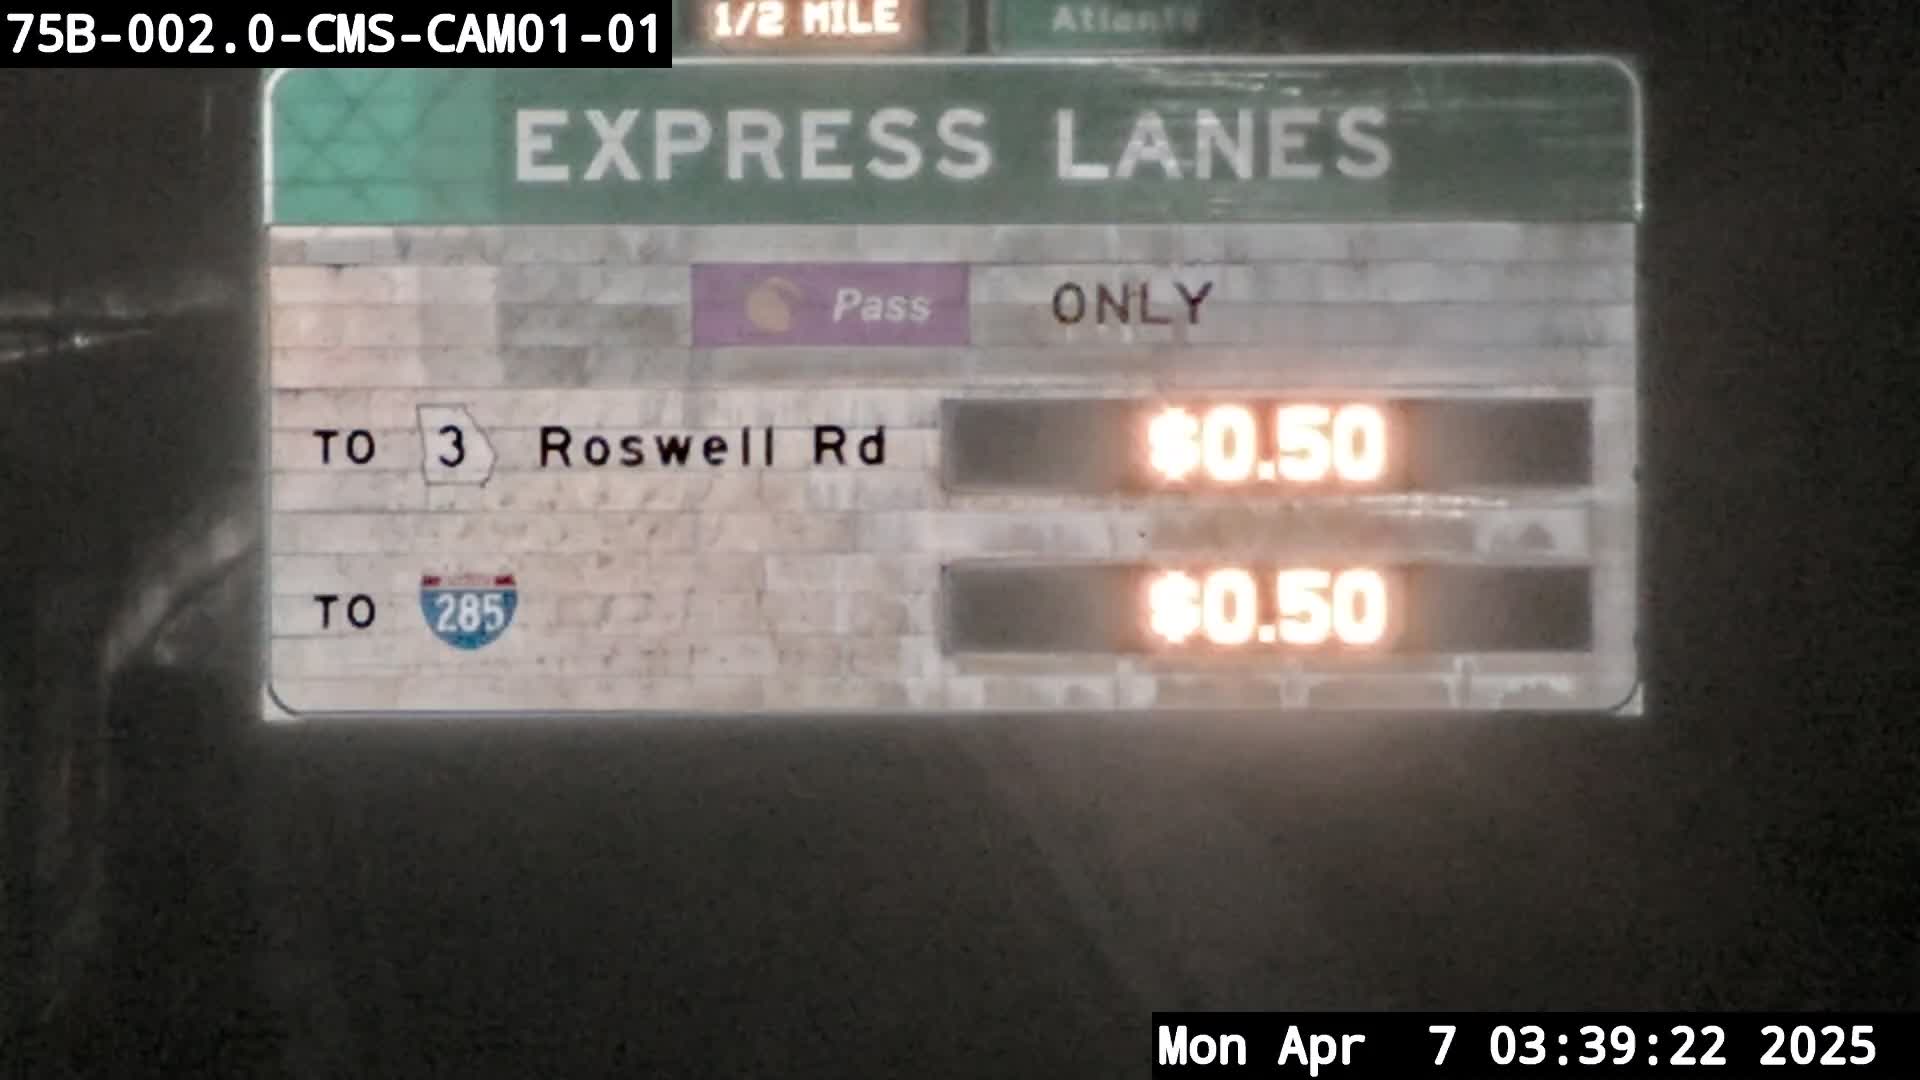 75B-002.0-CMS-CAM01-01
1/2 MILE
Atlanta
EXPRESS LANES
Pass ONLY
TO 3 Roswell Rd $0.50
TO 285 $0.50
Mon Apr 7 03:39:22 2025